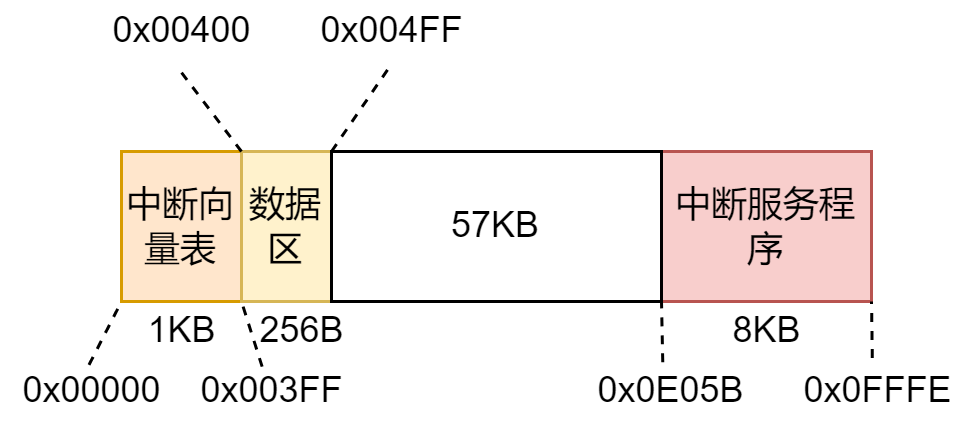 0x00400
0x004FF
中断向
量表
数据
区
57KB
中断服务程
序
1KB
256B
8KB
0x00000
0x003FF
0x0E05B
0x0FFFE